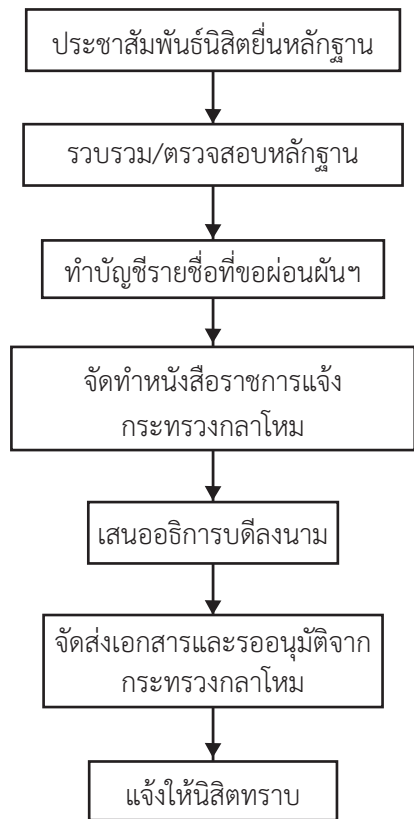 ประชาสัมพันธ์นิสิตยื่นหลักฐาน
รวบรวม/ตรวจสอบหลักฐาน
ทำบัญชีรายชื่อที่ขอผ่อนผันฯ
จัดทำหนังสือราชการแจ้ง
กระทรวงกลาโหม
เสนออธิการบดีลงนาม
จัดส่งเอกสารและรออนุมัติจาก
กระทรวงกลาโหม
แจ้งให้นิสิตทราบ